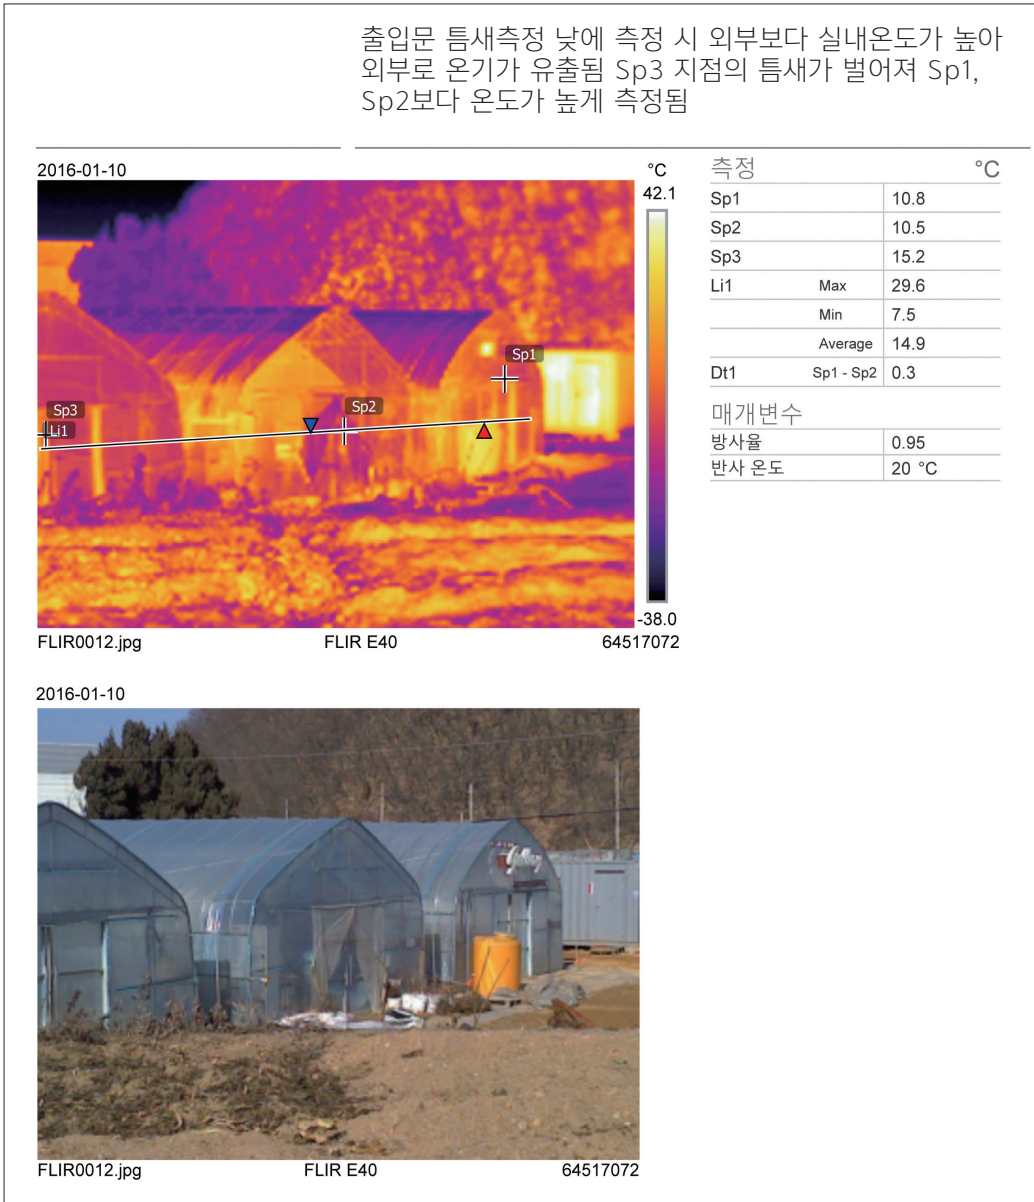 출입문 틈새측정 낮에 측정 시 외부보다 실내온도가 높아
외부로 온기가 유출됨 Sp3 지점의 틈새가 벌어져 Sp1,
Sp2보다 온도가 높게 측정됨
2016-01-10
°C
42.1
Sp1
Sp2
Sp3
Li1
-38.0
FLIR0012.jpg FLIR E40 64517072
측정 °C
Sp1 10.8
Sp2 10.5
Sp3 15.2
Li1 Max 29.6
Min 7.5
Average 14.9
Dt1 Sp1 - Sp2 0.3
매개변수
방사율 0.95
반사 온도 20 °C
2016-01-10
FLIR0012.jpg FLIR E40 64517072